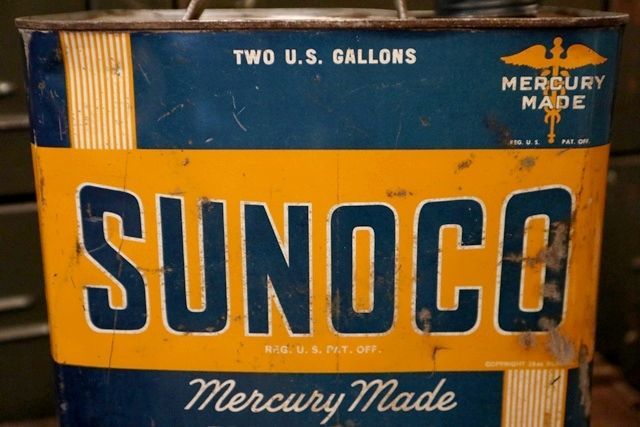 TWO U.S. GALLONS
MERCURY
MADE
REG. U. S. PAT. OFF.
SUNOCO
REG. U. S. PAT. OFF.
COPYRIGHT
Mercury Made